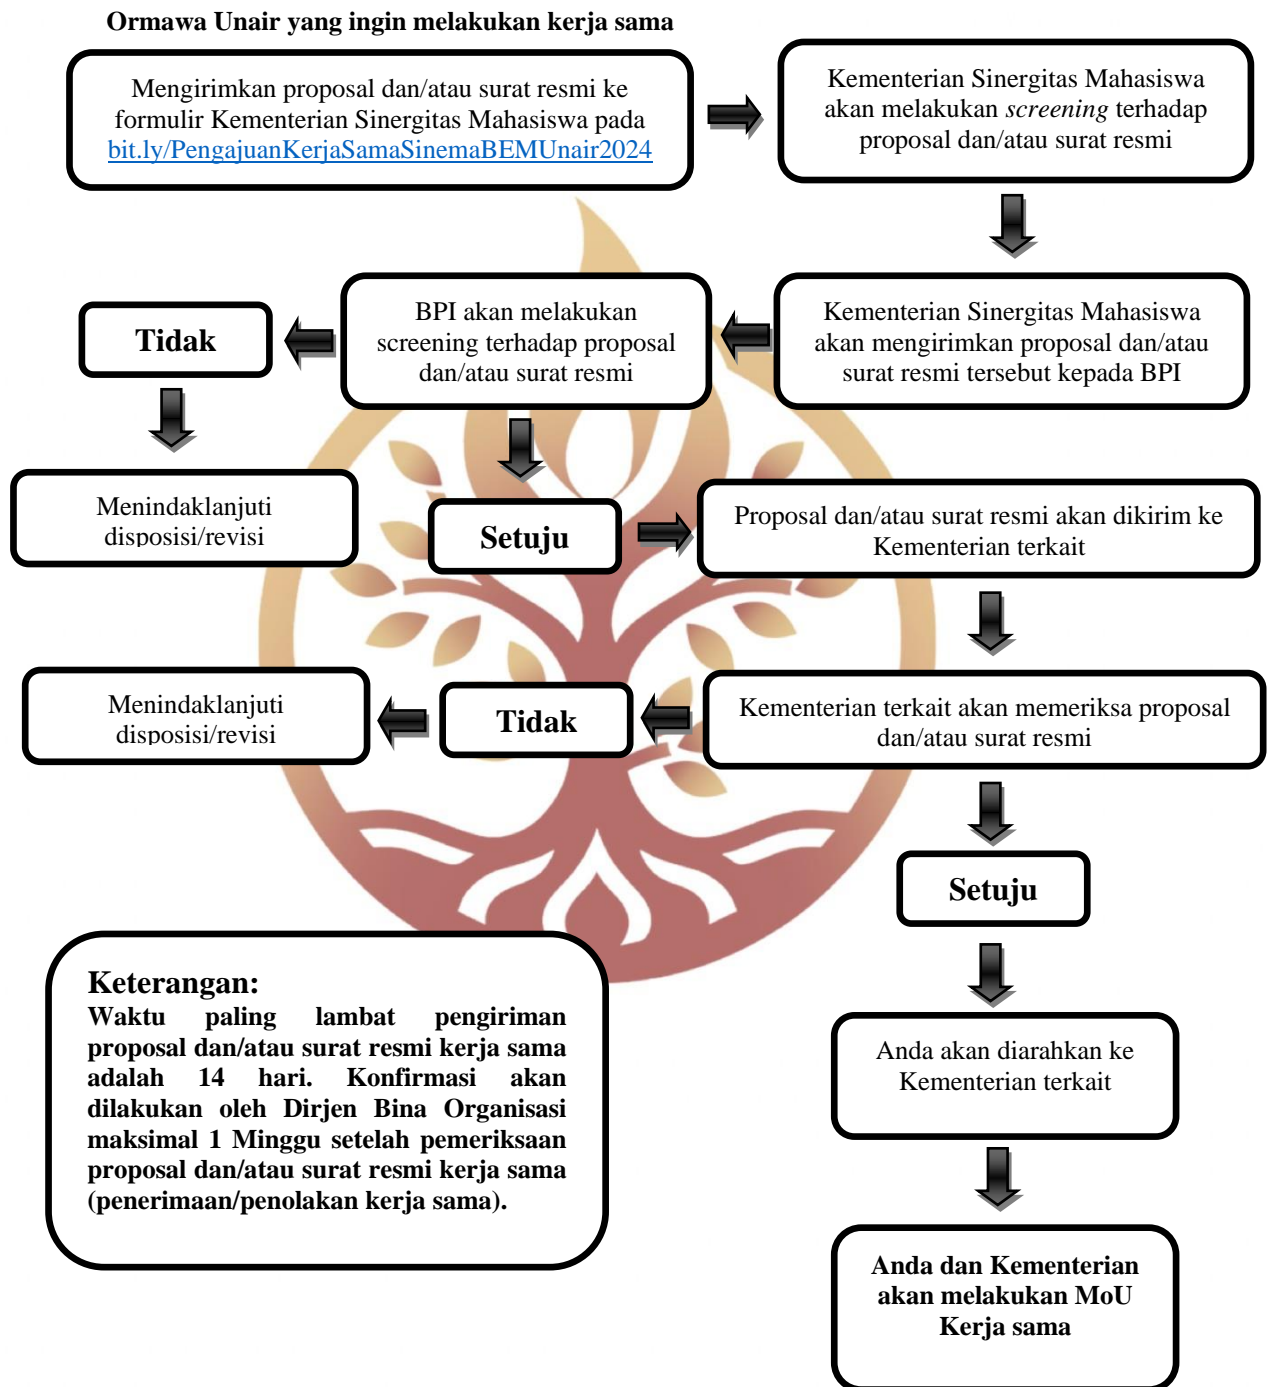 Ormawa Unair yang ingin melakukan kerja sama
Mengirimkan proposal dan/atau surat resmi ke
formulir Kementerian Sinergitas Mahasiswa pada
bit.ly/PengajuanKerjaSamaSinemaBEMUnair2024
Kementerian Sinergitas Mahasiswa
akan melakukan screening terhadap
proposal dan/atau surat resmi
Kementerian Sinergitas Mahasiswa
akan mengirimkan proposal dan/atau
surat resmi tersebut kepada BPI
BPI akan melakukan
screening terhadap proposal
dan/atau surat resmi
Tidak
Menindaklanjuti
disposisi/revisi
Setuju
Proposal dan/atau surat resmi akan dikirim ke
Kementerian terkait
Kementerian terkait akan memeriksa proposal
dan/atau surat resmi
Tidak
Menindaklanjuti
disposisi/revisi
Setuju
Anda akan diarahkan ke
Kementerian terkait
Anda dan Kementerian
akan melakukan MoU
Kerja sama
Keterangan:
Waktu paling lambat pengiriman
proposal dan/atau surat resmi kerja sama
adalah 14 hari. Konfirmasi akan
dilakukan oleh Dirjen Bina Organisasi
maksimal 1 Minggu setelah pemeriksaan
proposal dan/atau surat resmi kerja sama
(penerimaan/penolakan kerja sama).